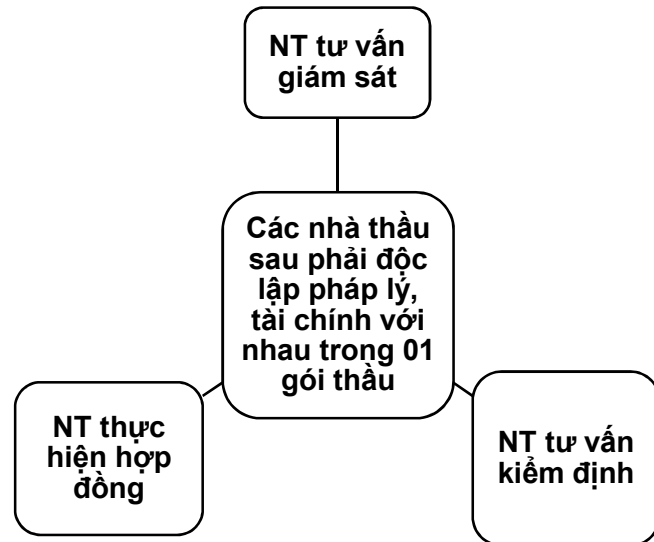 NT tư vấn
giám sát
Các nhà thầu
sau phải độc
lập pháp lý,
tài chính với
nhau trong 01
gói thầu
NT thực
hiện hợp
đồng
NT tư vấn
kiểm định